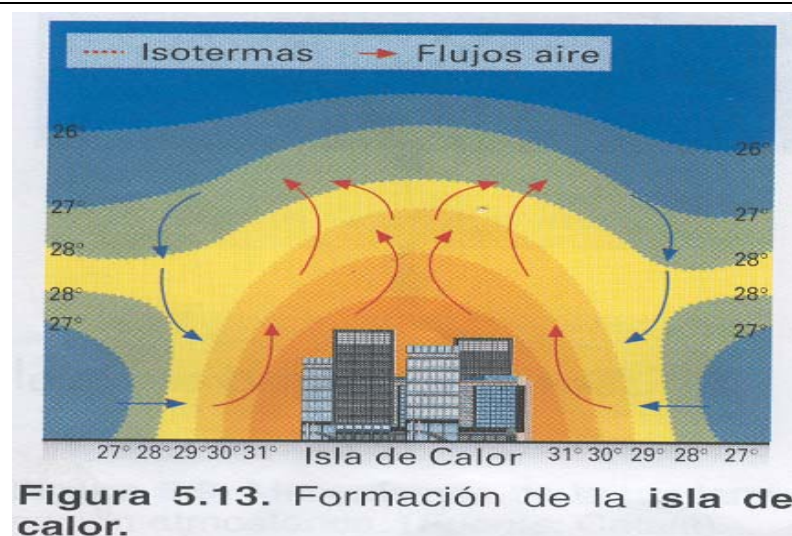 Isotermas Flujos aire
26° 26°
27° 27°
28° 28°
28° 28°
27° 27°
27° 28° 29° 30° 31° Isla de Calor 31° 30° 29° 28° 27°
Figura 5.13. Formación de la isla de
calor.